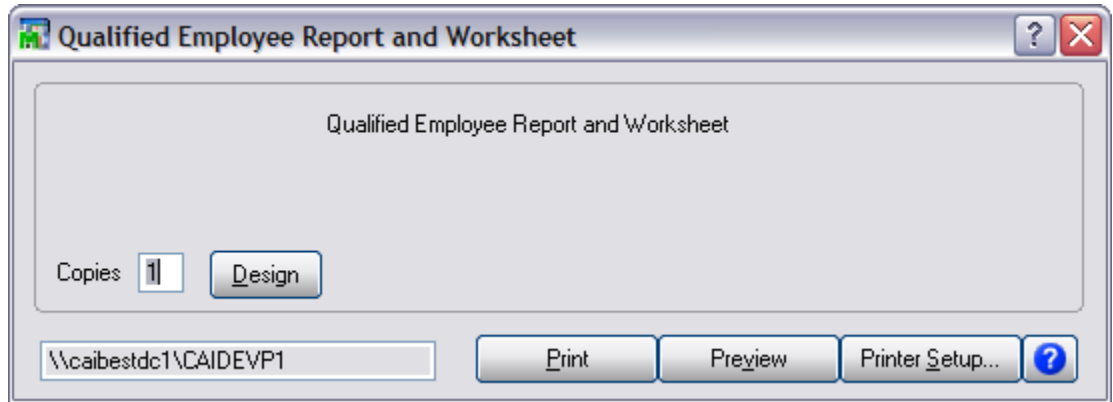 Qualified Employee Report and Worksheet
Qualified Employee Report and Worksheet
Copies 1 Design
\\caibestdc1\CAIDEVP1 Print Preview Printer Setup...